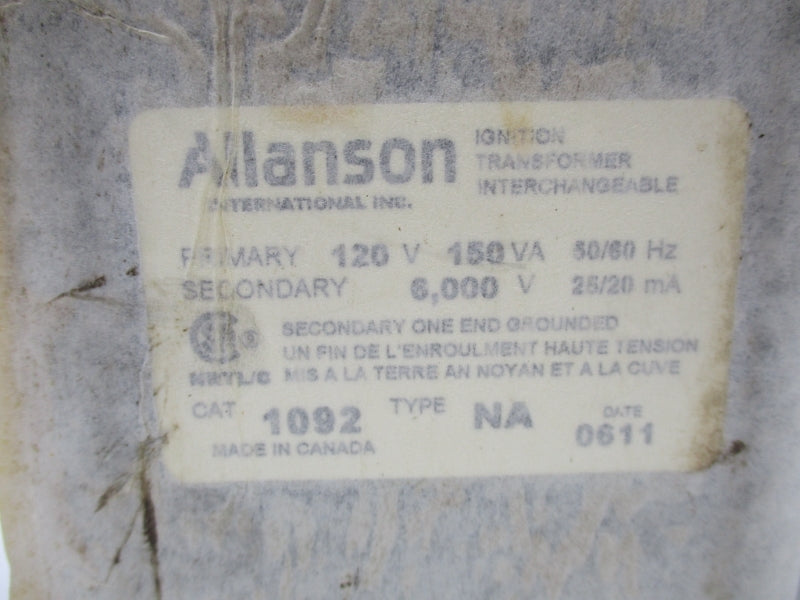 Allanson
INTERNATIONAL INC.
IGNITION
TRANSFORMER
INTERCHANGEABLE
PRIMARY 120 V 150 VA 50/60 Hz
SECONDARY 6,000 V 25/20 mA
SECONDARY ONE END GROUNDED
UN FIN DE L'ENROULMENT HAUTE TENSION
NRTL/C MIS A LA TERRE AN NOYAN ET A LA CUVE
CAT 1092 TYPE NA DATE 0611
MADE IN CANADA